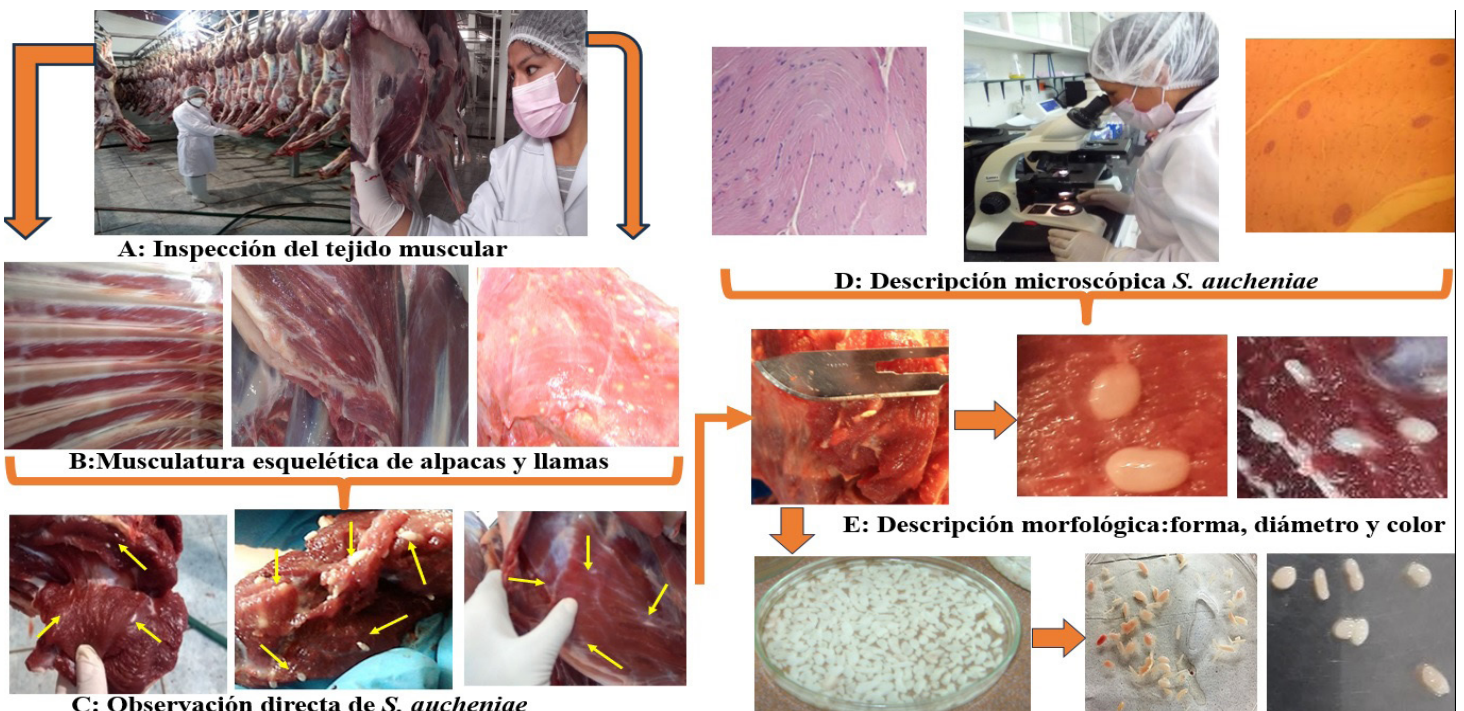 A: Inspección del tejido muscular
B:Musculatura esquelética de alpacas y llamas
C: Observación directa de S. aucheniae
D: Descripción microscópica S. aucheniae
E: Descripción morfológica:forma, diámetro y color